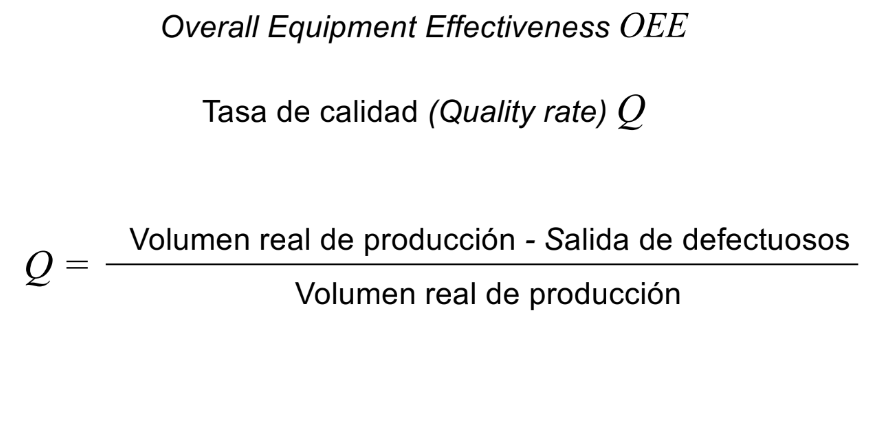 Overall Equipment Effectiveness OEE
Tasa de calidad (Quality rate) Q
Volumen real de producción - Salida de defectuosos
Q =
Volumen real de producción